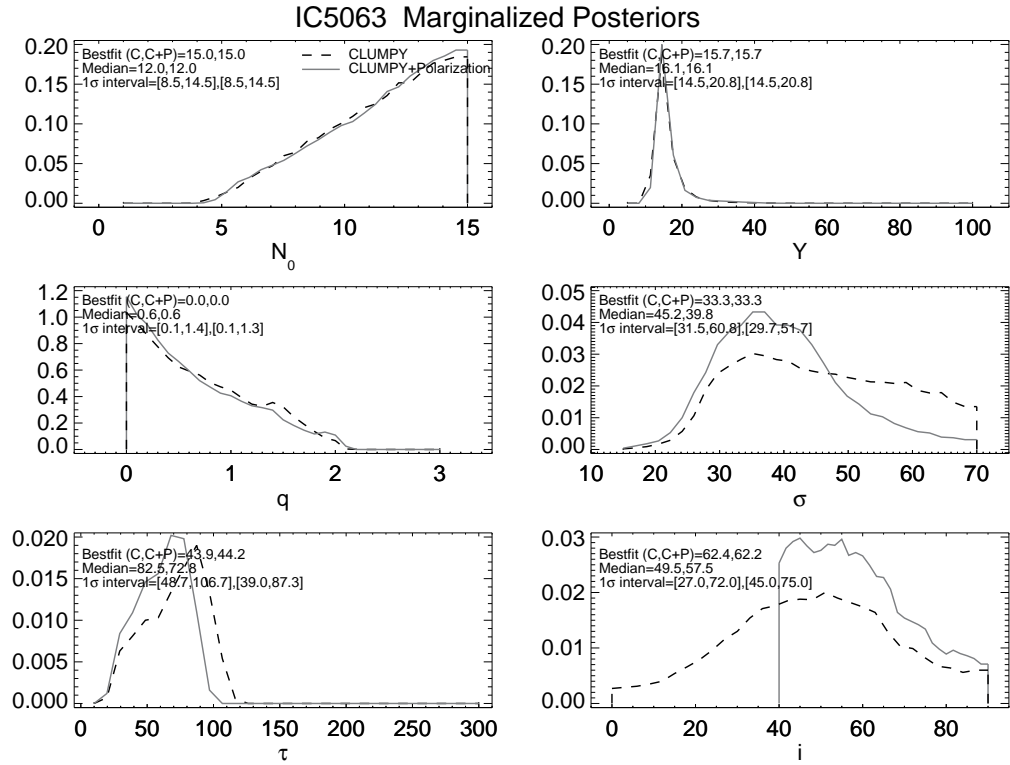 IC5063 Marginalized Posteriors
Bestfit (C,C+P)=15.0,15.0
Median=12.0,12.0
1σ interval=[8.5,14.5],[8.5,14.5]
CLUMPY
CLUMPY+Polarization
0.20
0.15
0.10
0.05
0.00
0 5 10 15
N0
Bestfit (C,C+P)=15.7,15.7
Median=16.1,16.1
1σ interval=[14.5,20.8],[14.5,20.8]
0.20
0.15
0.10
0.05
0.00
0 20 40 60 80 100
Y
Bestfit (C,C+P)=0.0,0.0
Median=0.6,0.6
1σ interval=[0.1,1.4],[0.1,1.3]
1.2
1.0
0.8
0.6
0.4
0.2
0.0
0 1 2 3
q
Bestfit (C,C+P)=33.3,33.3
Median=45.2,39.8
1σ interval=[31.5,60.8],[29.7,51.7]
0.05
0.04
0.03
0.02
0.01
0.00
10 20 30 40 50 60 70
σ
Bestfit (C,C+P)=43.9,44.2
Median=82.5,72.8
1σ interval=[48.7,106.7],[39.0,87.3]
0.020
0.015
0.010
0.005
0.000
0 50 100 150 200 250 300
τ
Bestfit (C,C+P)=62.4,62.2
Median=49.5,57.5
1σ interval=[27.0,72.0],[45.0,75.0]
0.03
0.02
0.01
0.00
0 20 40 60 80
i